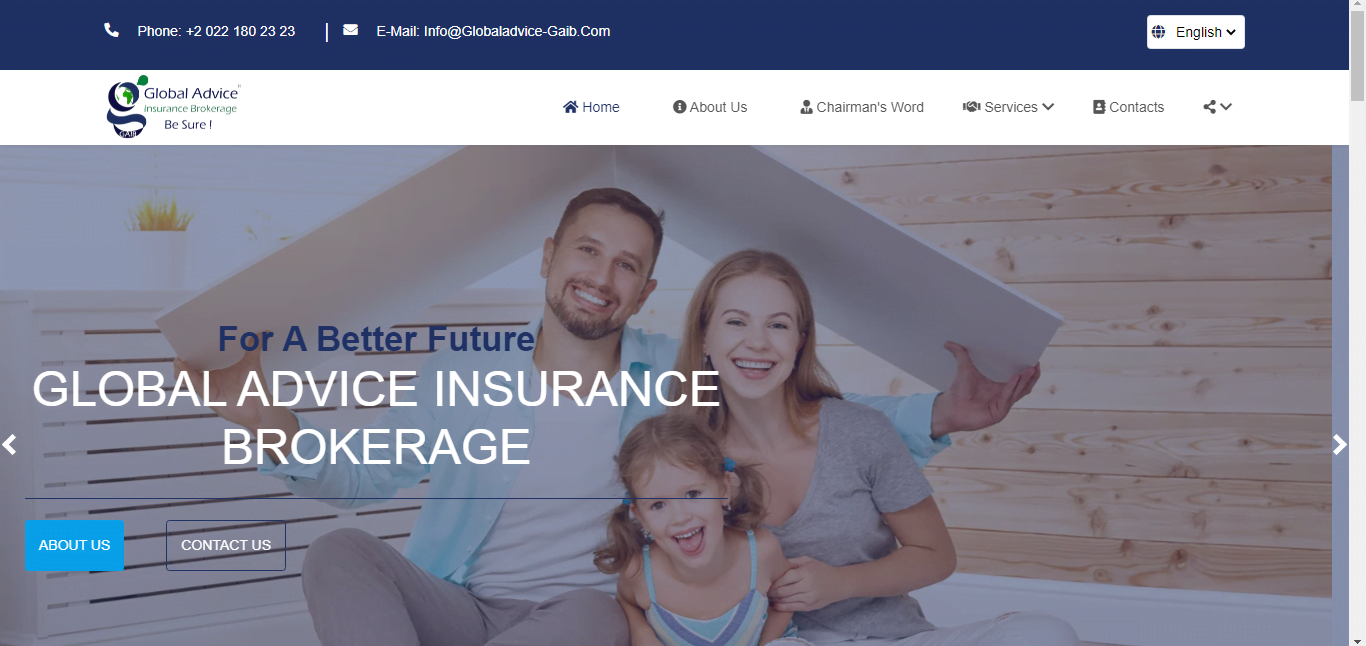 Phone: +2 022 180 23 23
E-Mail: Info@Globaladvice-Gaib.Com
English
Global Advice
Insurance Brokerage
Be Sure !
GAIB
Home
About Us
Chairman's Word
Services
Contacts
For A Better Future
GLOBAL ADVICE INSURANCE
BROKERAGE
ABOUT US
CONTACT US